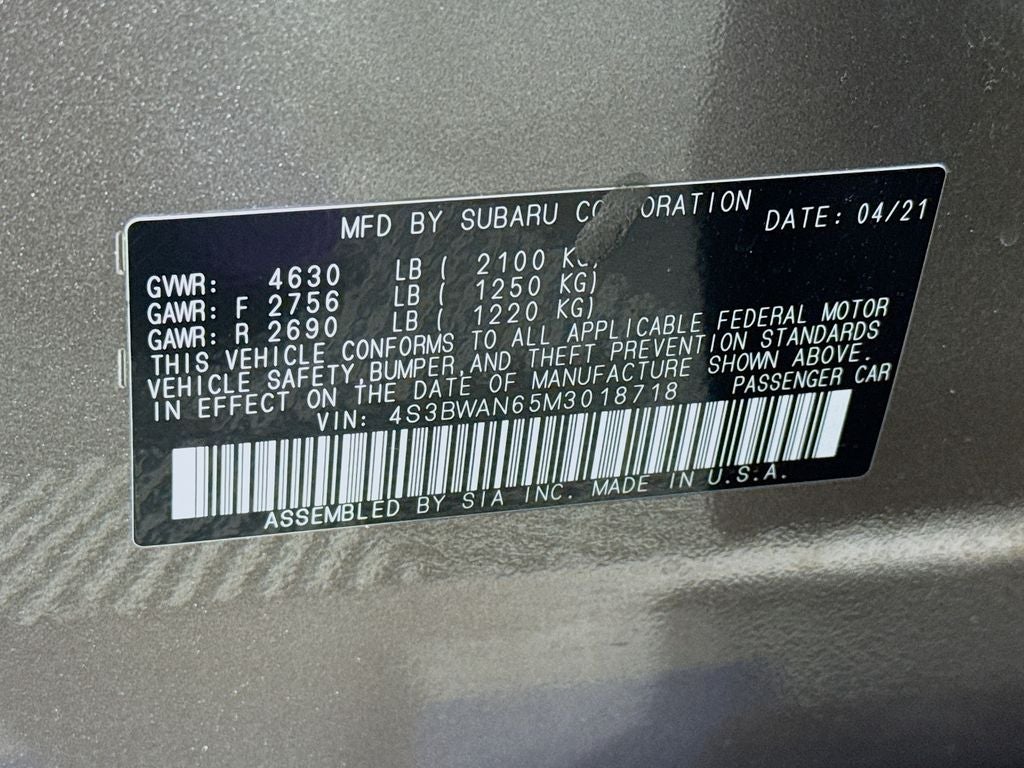 MFD BY SUBARU CO ORATION DATE: 04/21
GVWR: 4630 LB ( 2100 KG)
GAWR: F 2756 LB ( 1250 KG)
GAWR: R 2690 LB ( 1220 KG)
THIS VEHICLE CONFORMS TO ALL APPLICABLE FEDERAL MOTOR
VEHICLE SAFETY,BUMPER,AND THEFT PREVENTION STANDARDS
IN EFFECT ON THE DATE OF MANUFACTURE SHOWN ABOVE.
VIN: 4S3BWAN65M3018718 PASSENGER CAR
ASSEMBLED BY SIA INC. MADE IN U.S.A.